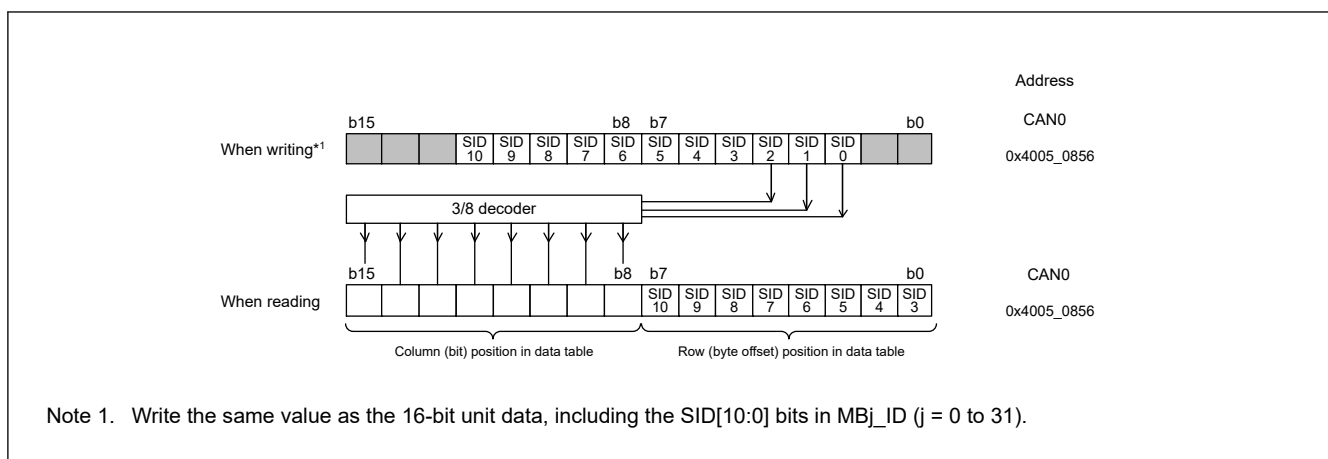 Address
b15 b8 b7 b0 CAN0
When writing*1 SID 10 SID 9 SID 8 SID 7 SID 6 SID 5 SID 4 SID 3 SID 2 SID 1 SID 0 0x4005_0856
3/8 decoder
b15 b8 b7 b0 CAN0
When reading SID 10 SID 9 SID 8 SID 7 SID 6 SID 5 SID 4 SID 3 0x4005_0856
Column (bit) position in data table Row (byte offset) position in data table
Note 1. Write the same value as the 16-bit unit data, including the SID[10:0] bits in MBj_ID (j = 0 to 31).